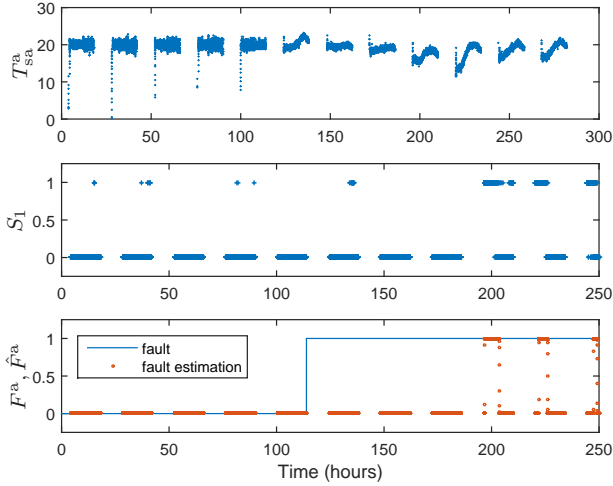 30
20
10
0
T^a_sa
0 50 100 150 200 250 300
1
0.5
0
S_1
0 50 100 150 200 250
1
0.5
0
F^a, F̂^a
fault
fault estimation
0 50 100 150 200 250
Time (hours)